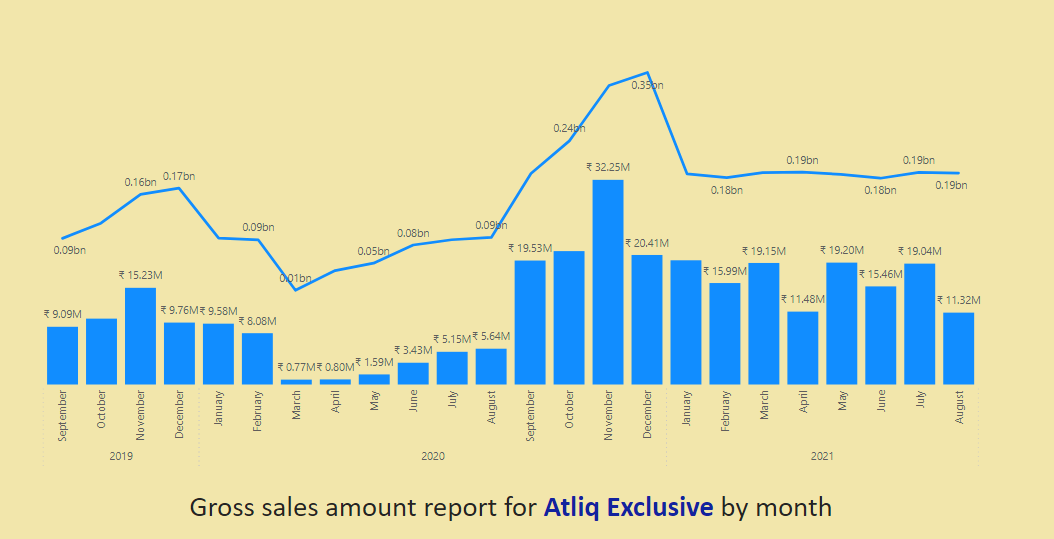 0.35bn
0.24bn
0.16bn 0.17bn
0.19bn 0.19bn
0.18bn 0.18bn 0.19bn
₹ 32.25M
0.09bn 0.09bn 0.09bn
0.08bn
0.05bn
0.01bn
₹ 19.53M ₹ 20.41M ₹ 19.15M ₹ 19.20M ₹ 19.04M
₹ 15.23M ₹ 15.99M ₹ 15.46M
₹ 9.09M ₹ 9.76M ₹ 9.58M ₹ 11.48M ₹ 11.32M
₹ 8.08M
₹ 5.15M ₹ 5.64M
₹ 3.43M
₹ 0.77M ₹ 0.80M ₹ 1.59M
September October November December January February March April May June July August September October November December January February March April May June July August
2019 2020 2021
Gross sales amount report for Atliq Exclusive by month